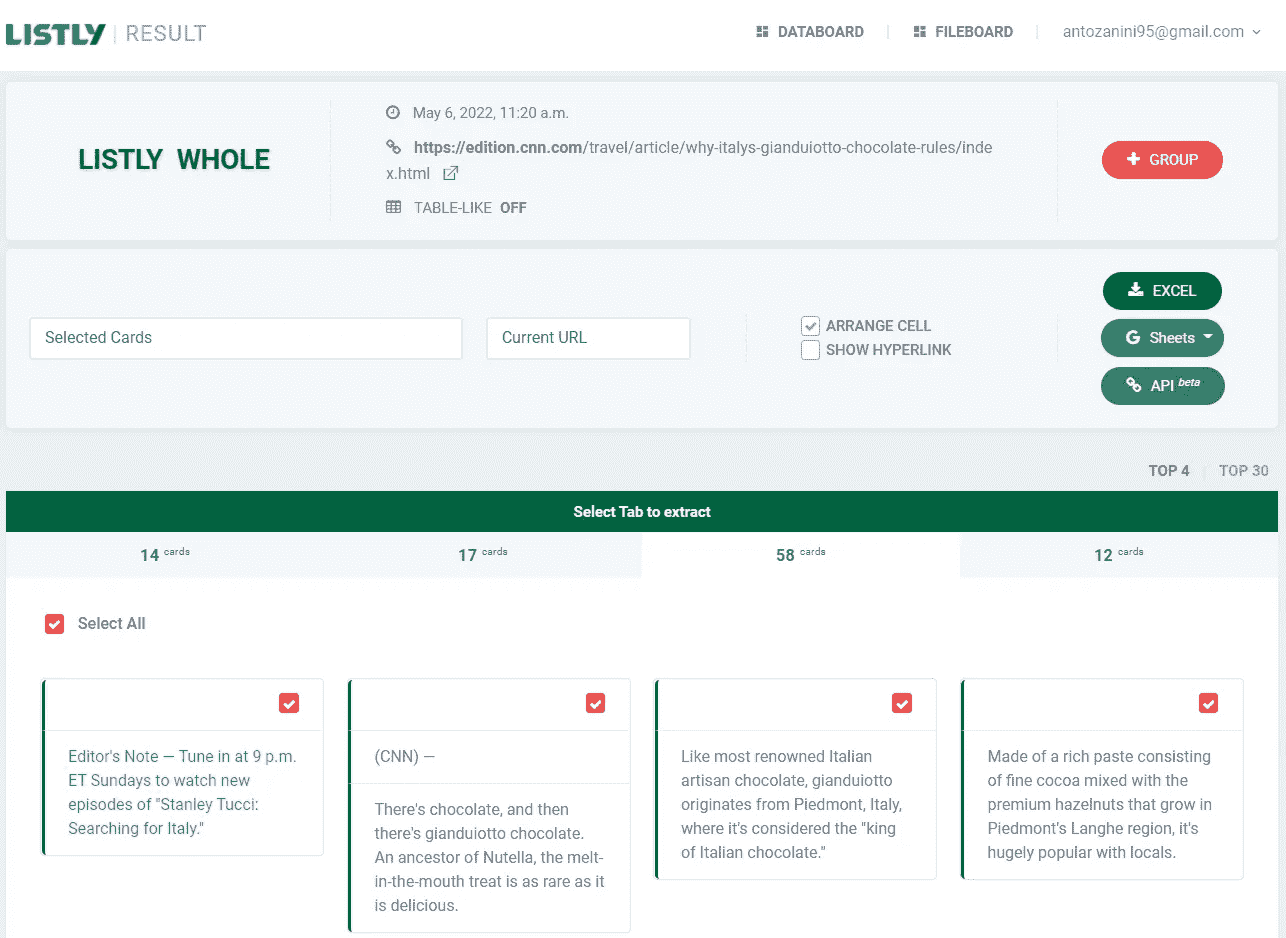 LISTLY RESULT
DATABOARD
FILEBOARD
antozanini95@gmail.com
LISTLY WHOLE
May 6, 2022, 11:20 a.m.
https://edition.cnn.com/travel/article/why-italys-gianduiotto-chocolate-rules/inde
x.html
TABLE-LIKE OFF
GROUP
Selected Cards
Current URL
ARRANGE CELL
SHOW HYPERLINK
EXCEL
G Sheets
API beta
TOP 4
TOP 30
Select Tab to extract
14 cards
17 cards
58 cards
12 cards
Select All
Editor's Note — Tune in at 9 p.m.
ET Sundays to watch new
episodes of "Stanley Tucci:
Searching for Italy."
(CNN) —
There's chocolate, and then
there's gianduiotto chocolate.
An ancestor of Nutella, the melt-
in-the-mouth treat is as rare as it
is delicious.
Like most renowned Italian
artisan chocolate, gianduiotto
originates from Piedmont, Italy,
where it's considered the "king
of Italian chocolate."
Made of a rich paste consisting
of fine cocoa mixed with the
premium hazelnuts that grow in
Piedmont's Langhe region, it's
hugely popular with locals.